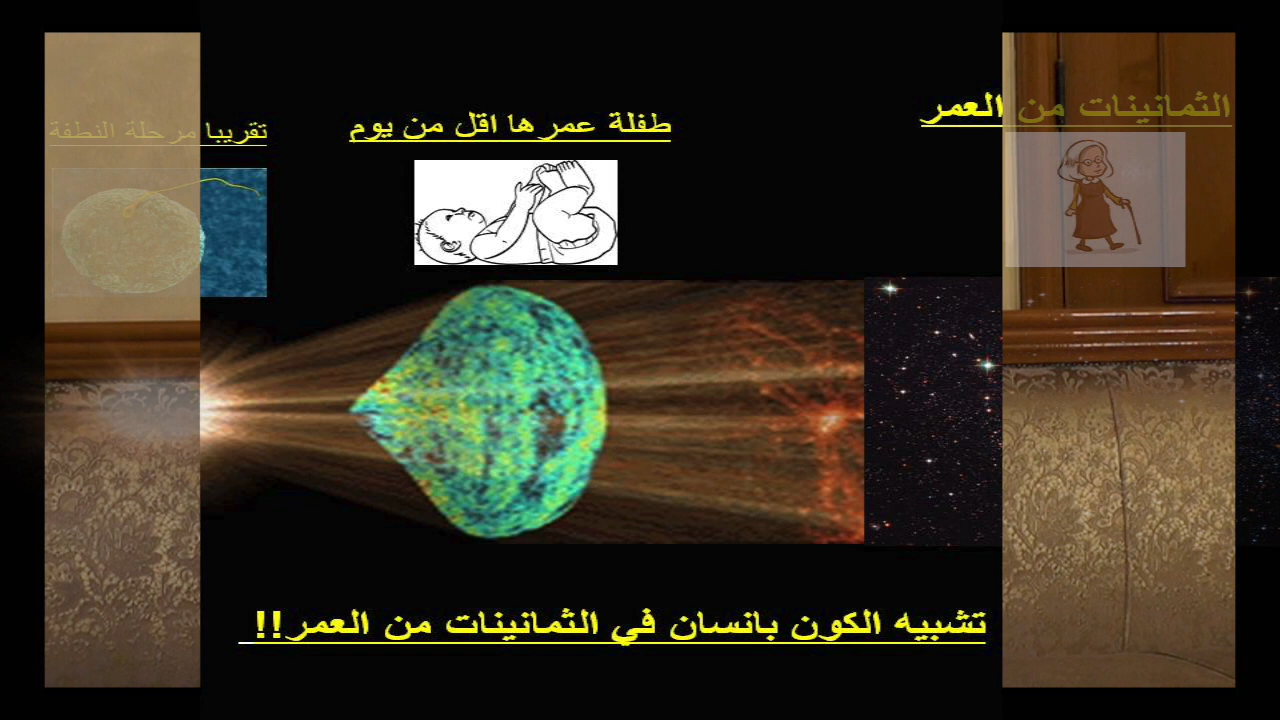 الثمانينات من العمر
طفلة عمرها اقل من يوم
تقريبا مرحلة النطفة
تشبيه الكون بانسان في الثمانينات من العمر!!